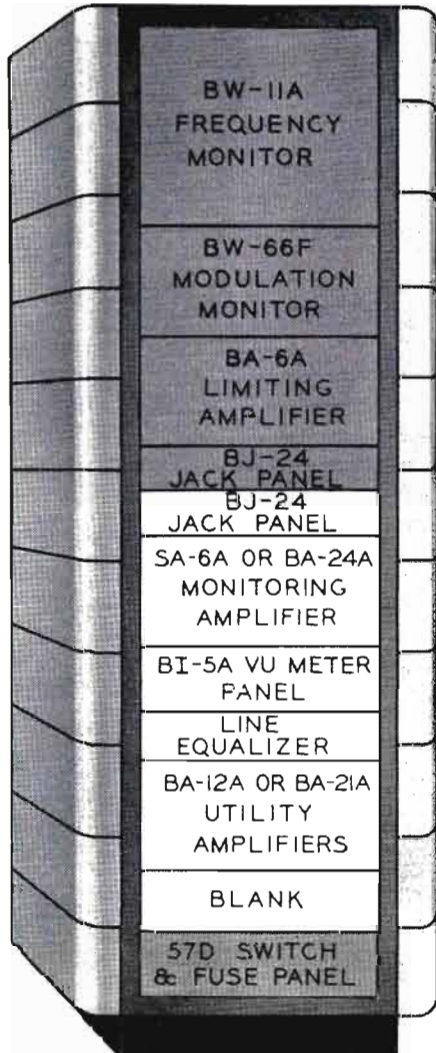 BW-11A
FREQUENCY
MONITOR
BW-66F
MODULATION
MONITOR
BA-6A
LIMITING
AMPLIFIER
BJ-24
JACK PANEL
BJ-24
JACK PANEL
SA-6A OR BA-24A
MONITORING
AMPLIFIER
BI-5A VU METER
PANEL
LINE
EQUALIZER
BA-12A OR BA-21A
UTILITY
AMPLIFIERS
BLANK
57D SWITCH
& FUSE PANEL